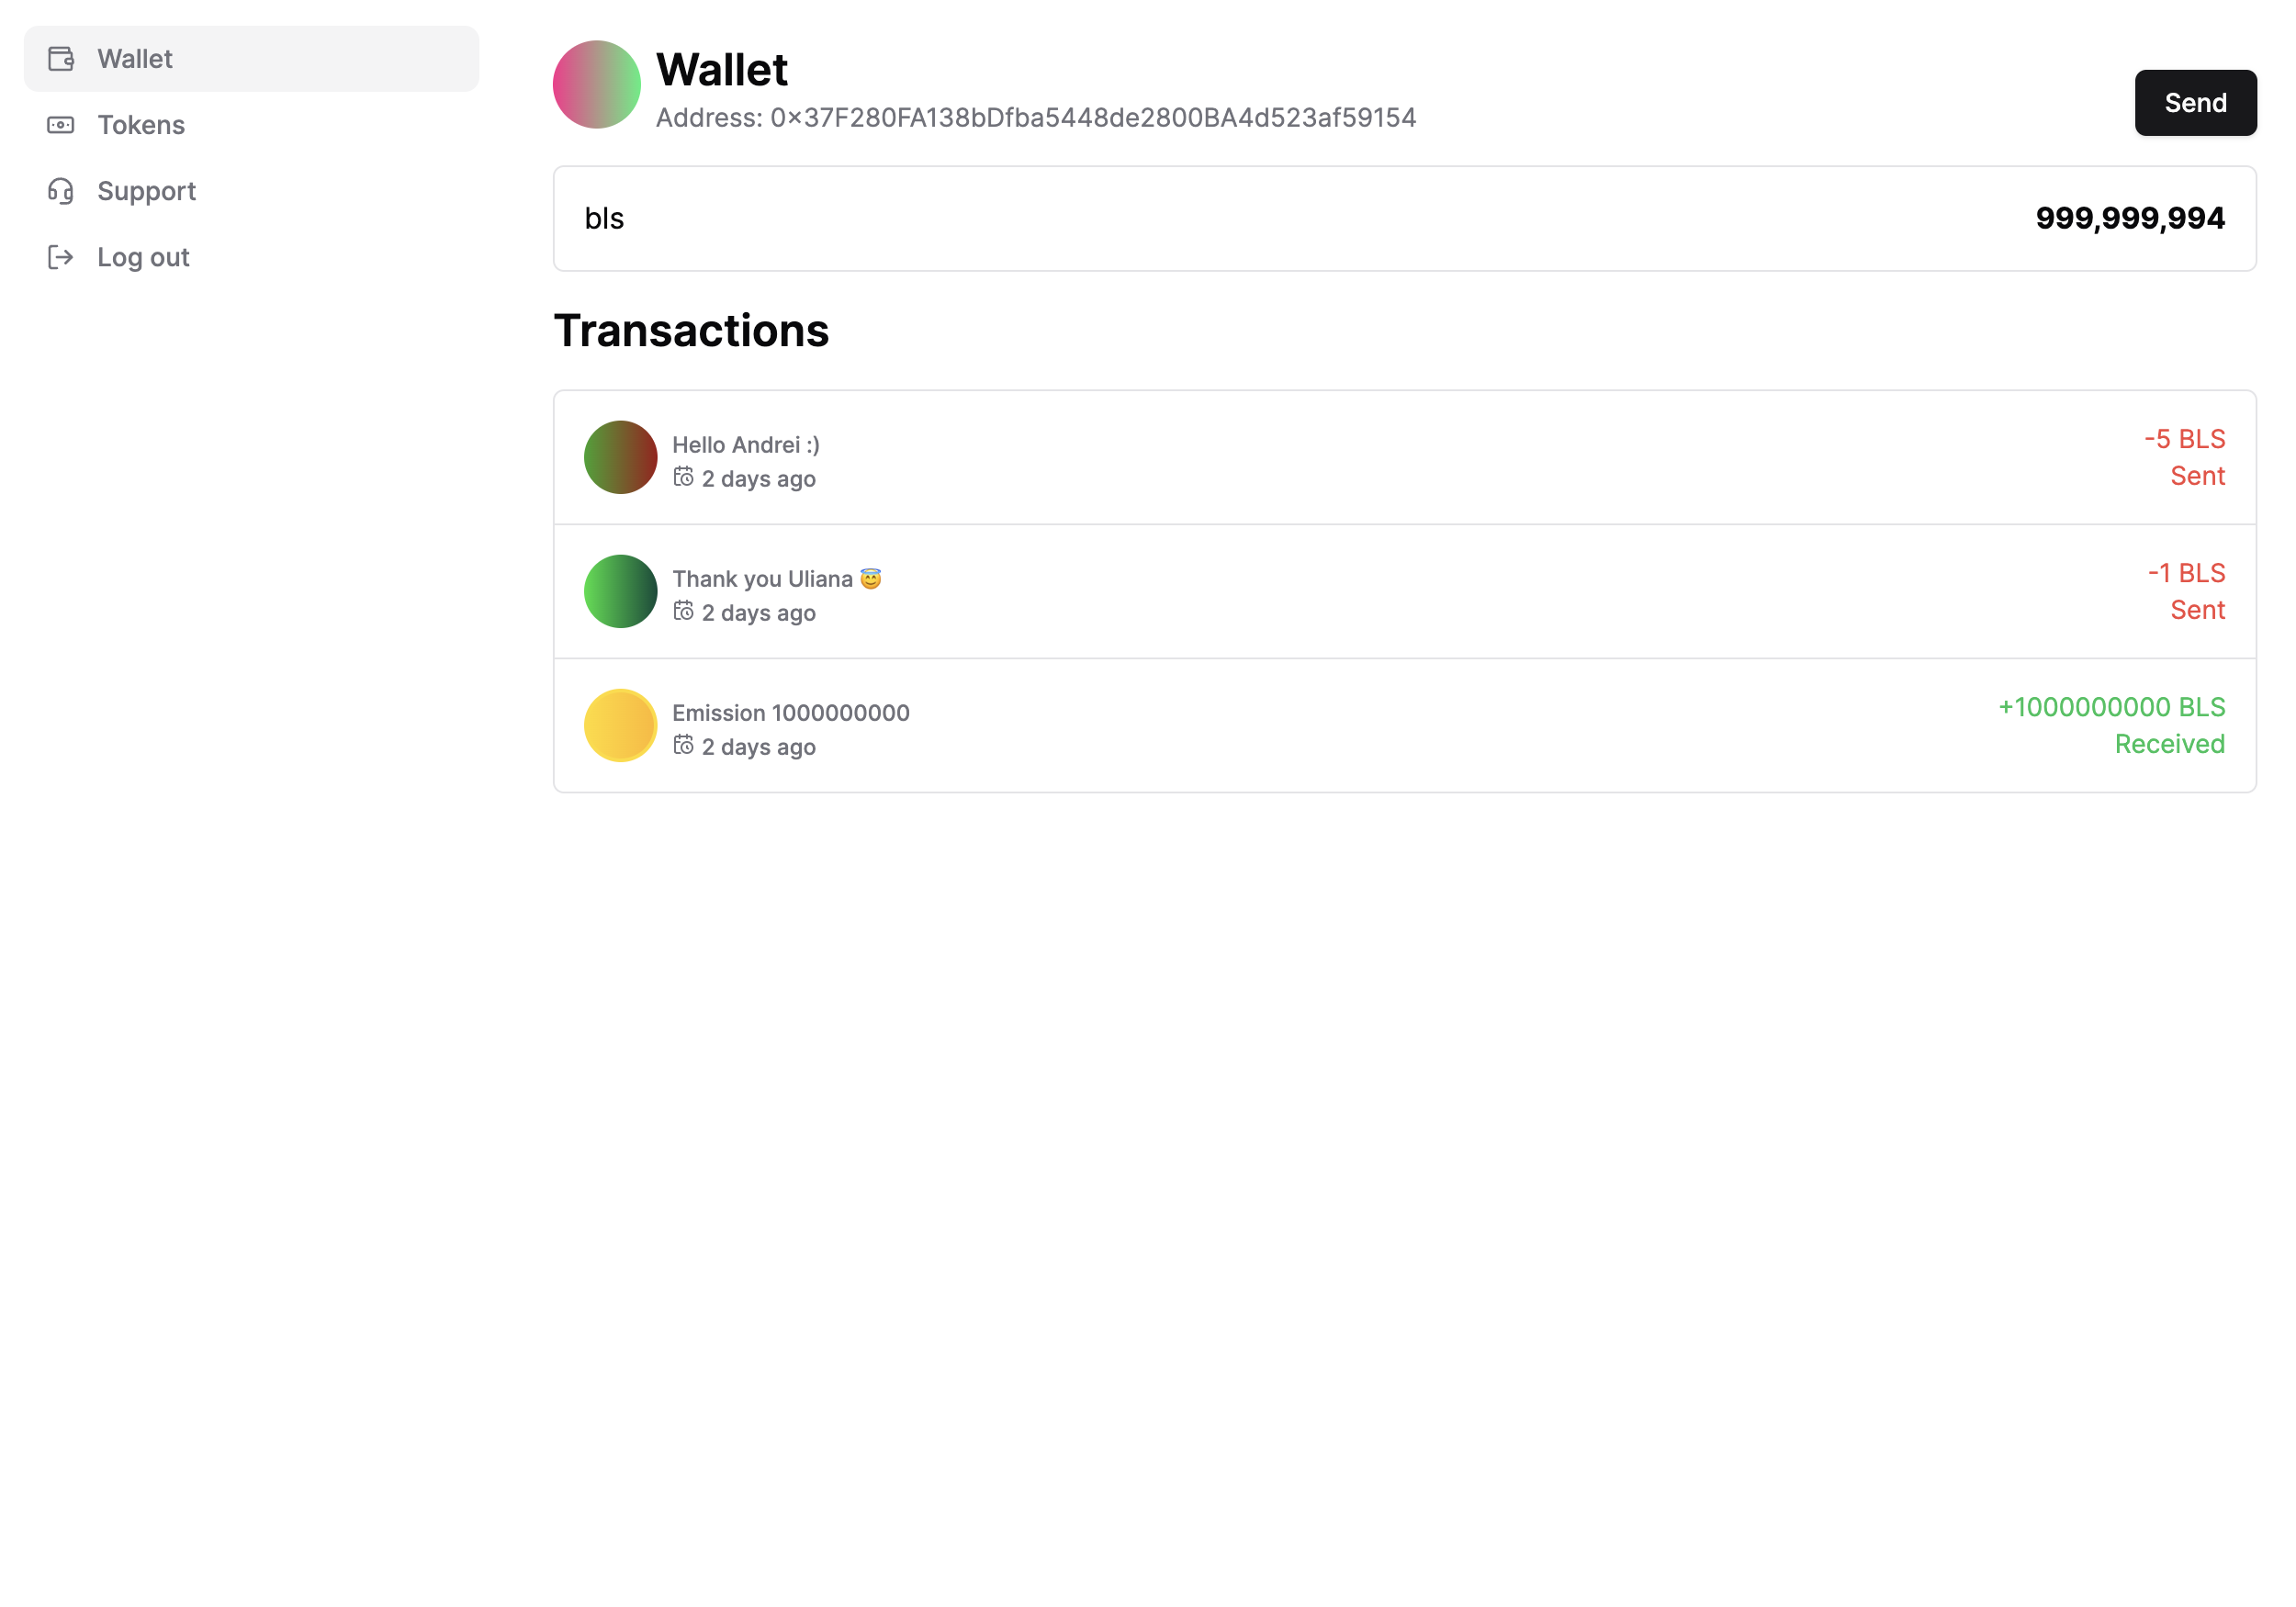 Wallet
Tokens
Support
Log out
Wallet
Address: 0x37F280FA138bDfba5448de2800BA4d523af59154
Send
bls
999,999,994
Transactions
Hello Andrei :)
2 days ago
-5 BLS
Sent
Thank you Uliana 😇
2 days ago
-1 BLS
Sent
Emission 1000000000
2 days ago
+1000000000 BLS
Received